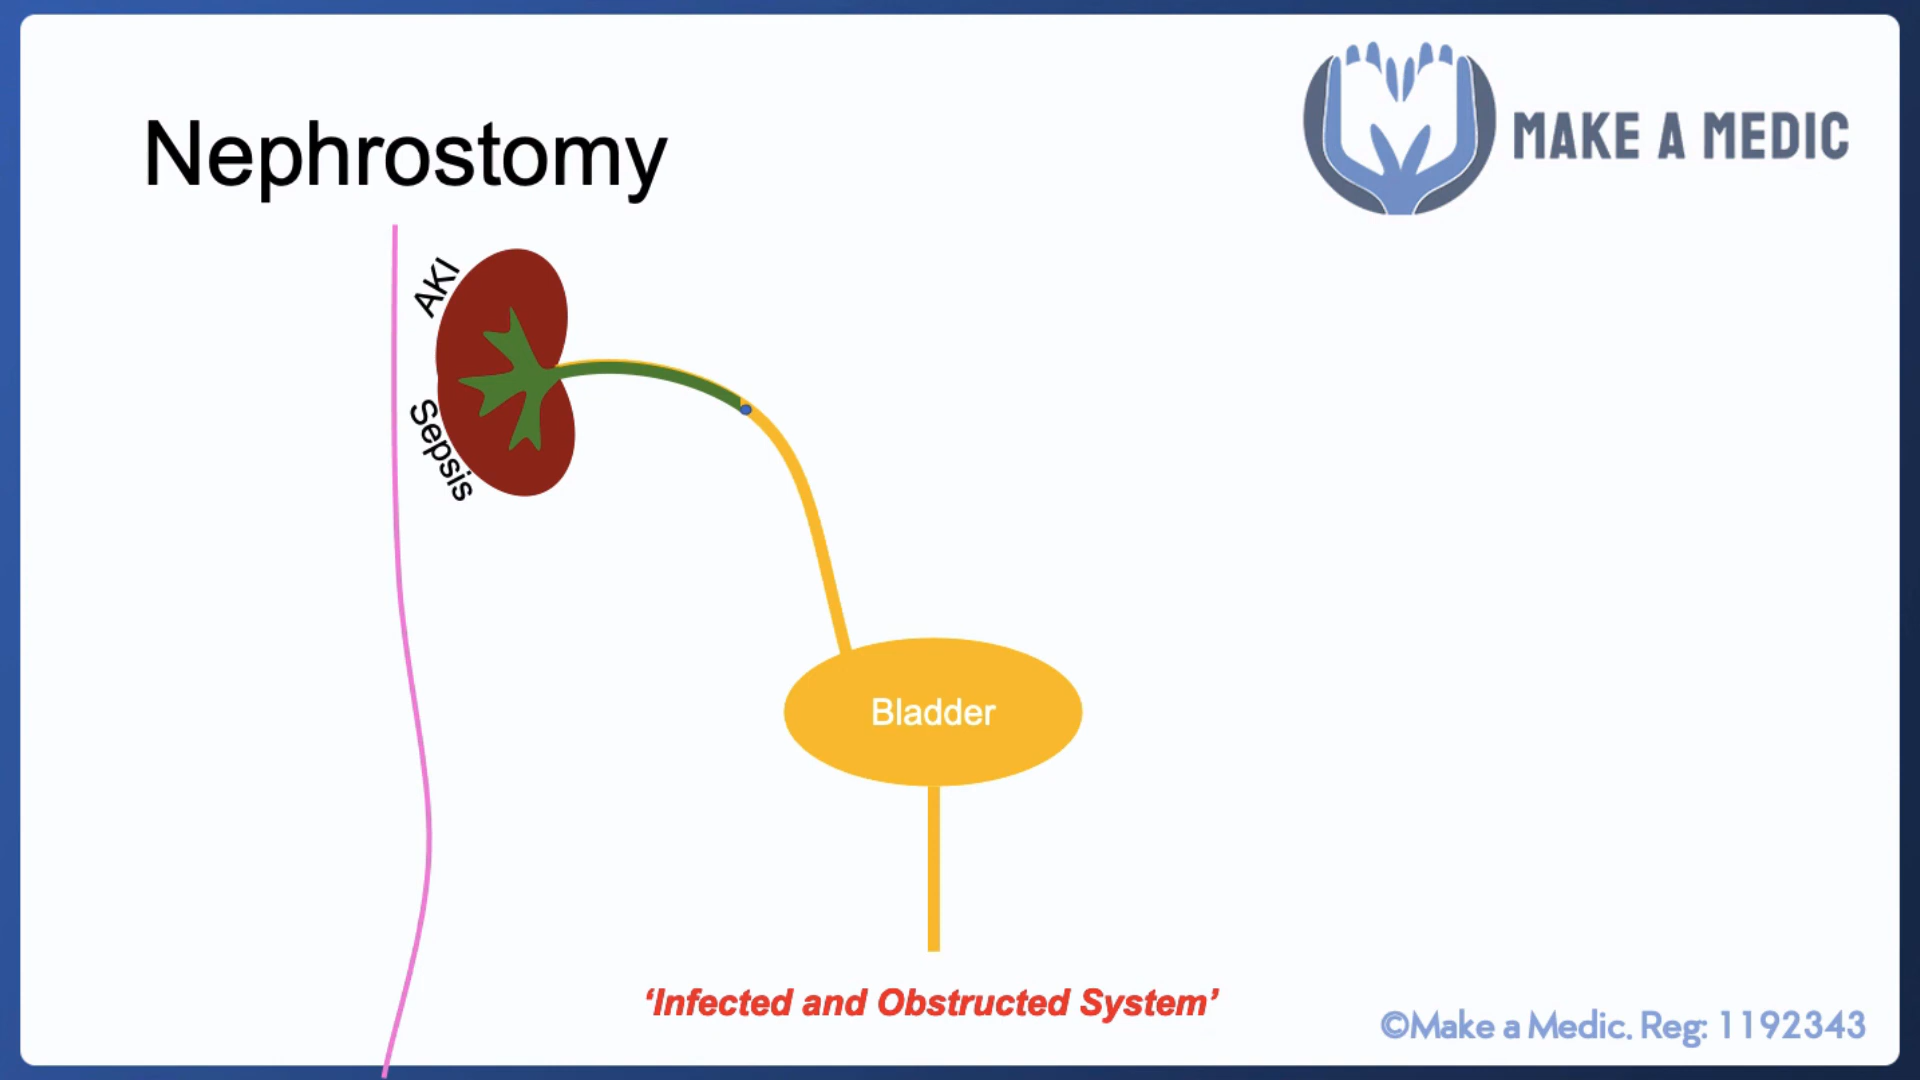 Nephrostomy
MAKE A MEDIC
AKI
Sepsis
Bladder
‘Infected and Obstructed System’
©Make a Medic. Reg: 1192343